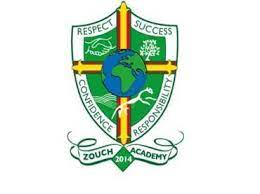 RESPECT SUCCESS
CONFIDENCE RESPONSIBILITY
ZOUCH 2014 ACADEMY